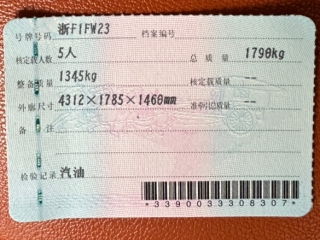 号牌号码 浙F1FW23 档案编号
核定载人数 5人 总质量 1790kg
整备质量 1345kg 核定载质量 --
外廓尺寸 4312×1785×1460mm 准牵引总质量 --
备注
检验记录 汽油
*3390033308307*